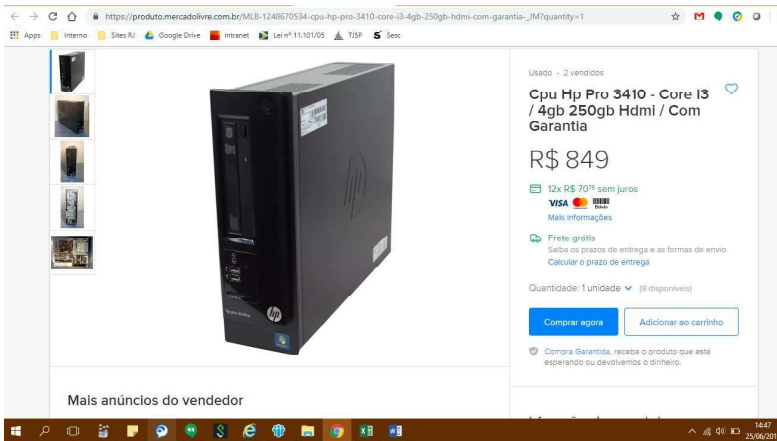 https://produto.mercadolivre.com.br/MLB-1248670534-cpu-hp-pro-3410-core-i3-4gb-250gb-hdmi-com-garantia-_JM?quantity=1
Apps Interno Sites RJ Google Drive intranet Lei nº 11.101/05 TJSP Sesc
Usado - 2 vendidos
Cpu Hp Pro 3410 - Core I3
/ 4gb 250gb Hdmi / Com
Garantia
R$ 849
12x R$ 70⁷⁵ sem juros
VISA Boleto
Mais informações
Frete grátis
Saiba os prazos de entrega e as formas de envio
Calcular o prazo de entrega
Quantidade: 1 unidade (8 disponíveis)
Comprar agora Adicionar ao carrinho
Compra Garantida, receba o produto que está
esperando ou devolvemos o dinheiro.
hp
Mais anúncios do vendedor
14:47
25/06/201